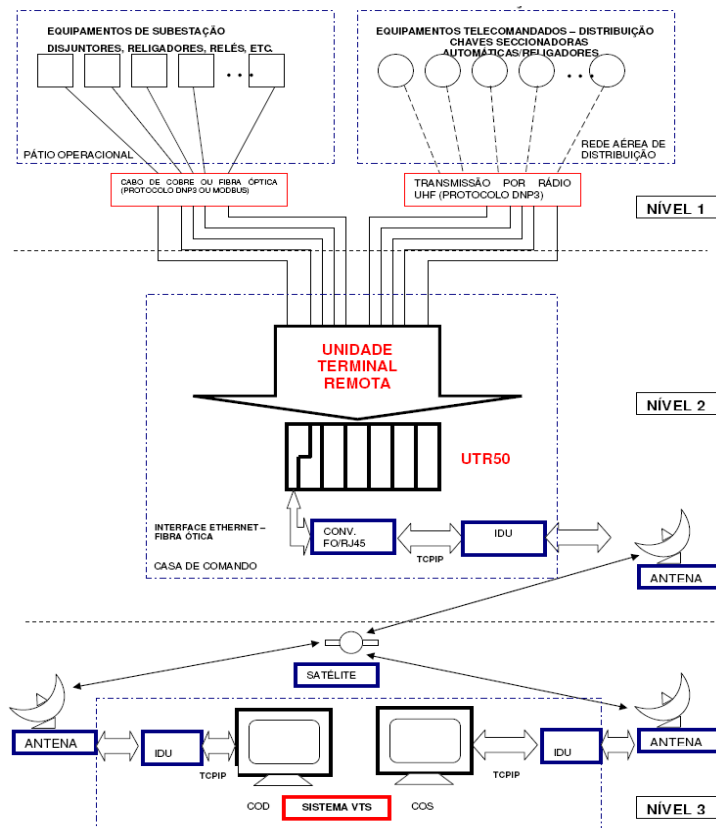 EQUIPAMENTOS DE SUBESTAÇÃO
DISJUNTORES, RELIGADORES, RELÉS, ETC.
EQUIPAMENTOS TELECOMANDADOS – DISTRIBUIÇÃO
CHAVES SECCIONADORAS
AUTOMÁTICAS/RELIGADORES
PÁTIO OPERACIONAL
REDE AÉREA DE
DISTRIBUIÇÃO
CABO DE COBRE OU FIBRA ÓPTICA
(PROTOCOLO DNP3 OU MODBUS)
TRANSMISSÃO POR RÁDIO
UHF (PROTOCOLO DNP3)
NÍVEL 1
UNIDADE
TERMINAL
REMOTA
NÍVEL 2
UTR50
INTERFACE ETHERNET –
FIBRA ÓTICA
CONV.
FO/RJ45
TCPIP
IDU
CASA DE COMANDO
ANTENA
SATÉLITE
ANTENA
IDU
TCPIP
TCPIP
IDU
ANTENA
COD
SISTEMA VTS
COS
NÍVEL 3